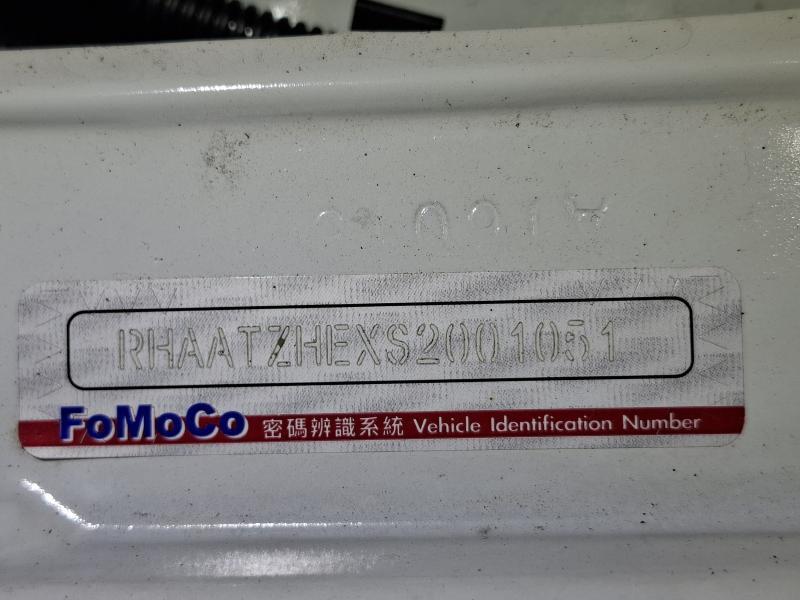 RHAATZHEXS2001051
FoMoCo 密碼辨識系統 Vehicle Identification Number